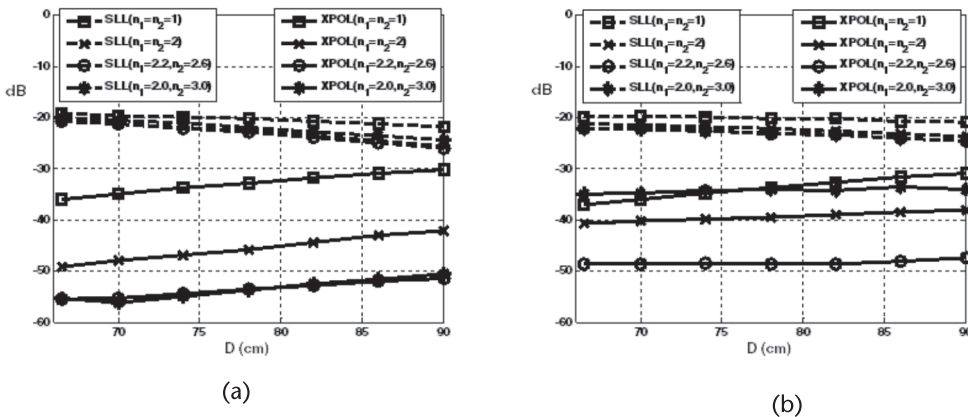 SLL(n1=n2=1)
SLL(n1=n2=2)
SLL(n1=2.2,n2=2.6)
SLL(n1=2.0,n2=3.0)
XPOL(n1=n2=1)
XPOL(n1=n2=2)
XPOL(n1=2.2,n2=2.6)
XPOL(n1=2.0,n2=3.0)
0
-10
dB
-20
-30
-40
-50
-60
70
75
80
85
90
D (cm)
(a)
SLL(n1=n2=1)
SLL(n1=n2=2)
SLL(n1=2.2,n2=2.6)
SLL(n1=2.0,n2=3.0)
XPOL(n1=n2=1)
XPOL(n1=n2=2)
XPOL(n1=2.2,n2=2.6)
XPOL(n1=2.0,n2=3.0)
0
-10
dB
-20
-30
-40
-50
-60
70
75
80
85
90
D (cm)
(b)